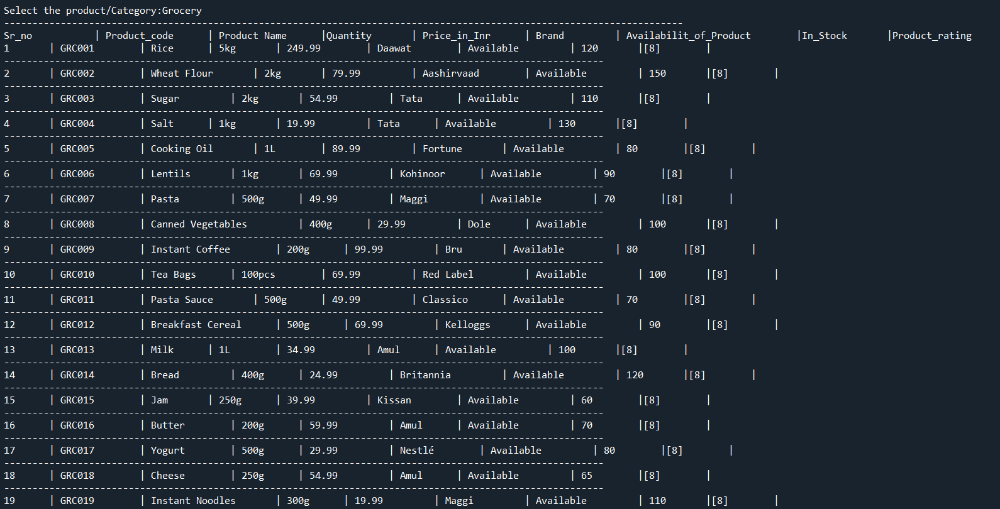 Select the product/Category:Grocery
------------------------------------------------------------------------------------------------------------------------
Sr_no | Product_code | Product Name |Quantity | Price_in_Inr | Brand | Availabilit_of_Product |In_Stock |Product_rating
1 | GRC001 | Rice | 5kg | 249.99 | Daawat | Available | 120 |[8] |
----------------------------------------------------------------------------------------------------------
2 | GRC002 | Wheat Flour | 2kg | 79.99 | Aashirvaad | Available | 150 |[8] |
----------------------------------------------------------------------------------------------------------
3 | GRC003 | Sugar | 2kg | 54.99 | Tata | Available | 110 |[8] |
----------------------------------------------------------------------------------------------------------
4 | GRC004 | Salt | 1kg | 19.99 | Tata | Available | 130 |[8] |
----------------------------------------------------------------------------------------------------------
5 | GRC005 | Cooking Oil | 1L | 89.99 | Fortune | Available | 80 |[8] |
----------------------------------------------------------------------------------------------------------
6 | GRC006 | Lentils | 1kg | 69.99 | Kohinoor | Available | 90 |[8] |
----------------------------------------------------------------------------------------------------------
7 | GRC007 | Pasta | 500g | 49.99 | Maggi | Available | 70 |[8] |
----------------------------------------------------------------------------------------------------------
8 | GRC008 | Canned Vegetables | 400g | 29.99 | Dole | Available | 100 |[8] |
----------------------------------------------------------------------------------------------------------
9 | GRC009 | Instant Coffee | 200g | 99.99 | Bru | Available | 80 |[8] |
----------------------------------------------------------------------------------------------------------
10 | GRC010 | Tea Bags | 100pcs | 69.99 | Red Label | Available | 100 |[8] |
----------------------------------------------------------------------------------------------------------
11 | GRC011 | Pasta Sauce | 500g | 49.99 | Classico | Available | 70 |[8] |
----------------------------------------------------------------------------------------------------------
12 | GRC012 | Breakfast Cereal | 500g | 69.99 | Kelloggs | Available | 90 |[8] |
----------------------------------------------------------------------------------------------------------
13 | GRC013 | Milk | 1L | 34.99 | Amul | Available | 100 |[8] |
----------------------------------------------------------------------------------------------------------
14 | GRC014 | Bread | 400g | 24.99 | Britannia | Available | 120 |[8] |
----------------------------------------------------------------------------------------------------------
15 | GRC015 | Jam | 250g | 39.99 | Kissan | Available | 60 |[8] |
----------------------------------------------------------------------------------------------------------
16 | GRC016 | Butter | 200g | 59.99 | Amul | Available | 70 |[8] |
----------------------------------------------------------------------------------------------------------
17 | GRC017 | Yogurt | 500g | 29.99 | Nestlé | Available | 80 |[8] |
----------------------------------------------------------------------------------------------------------
18 | GRC018 | Cheese | 250g | 54.99 | Amul | Available | 65 |[8] |
----------------------------------------------------------------------------------------------------------
19 | GRC019 | Instant Noodles | 300g | 19.99 | Maggi | Available | 110 |[8] |